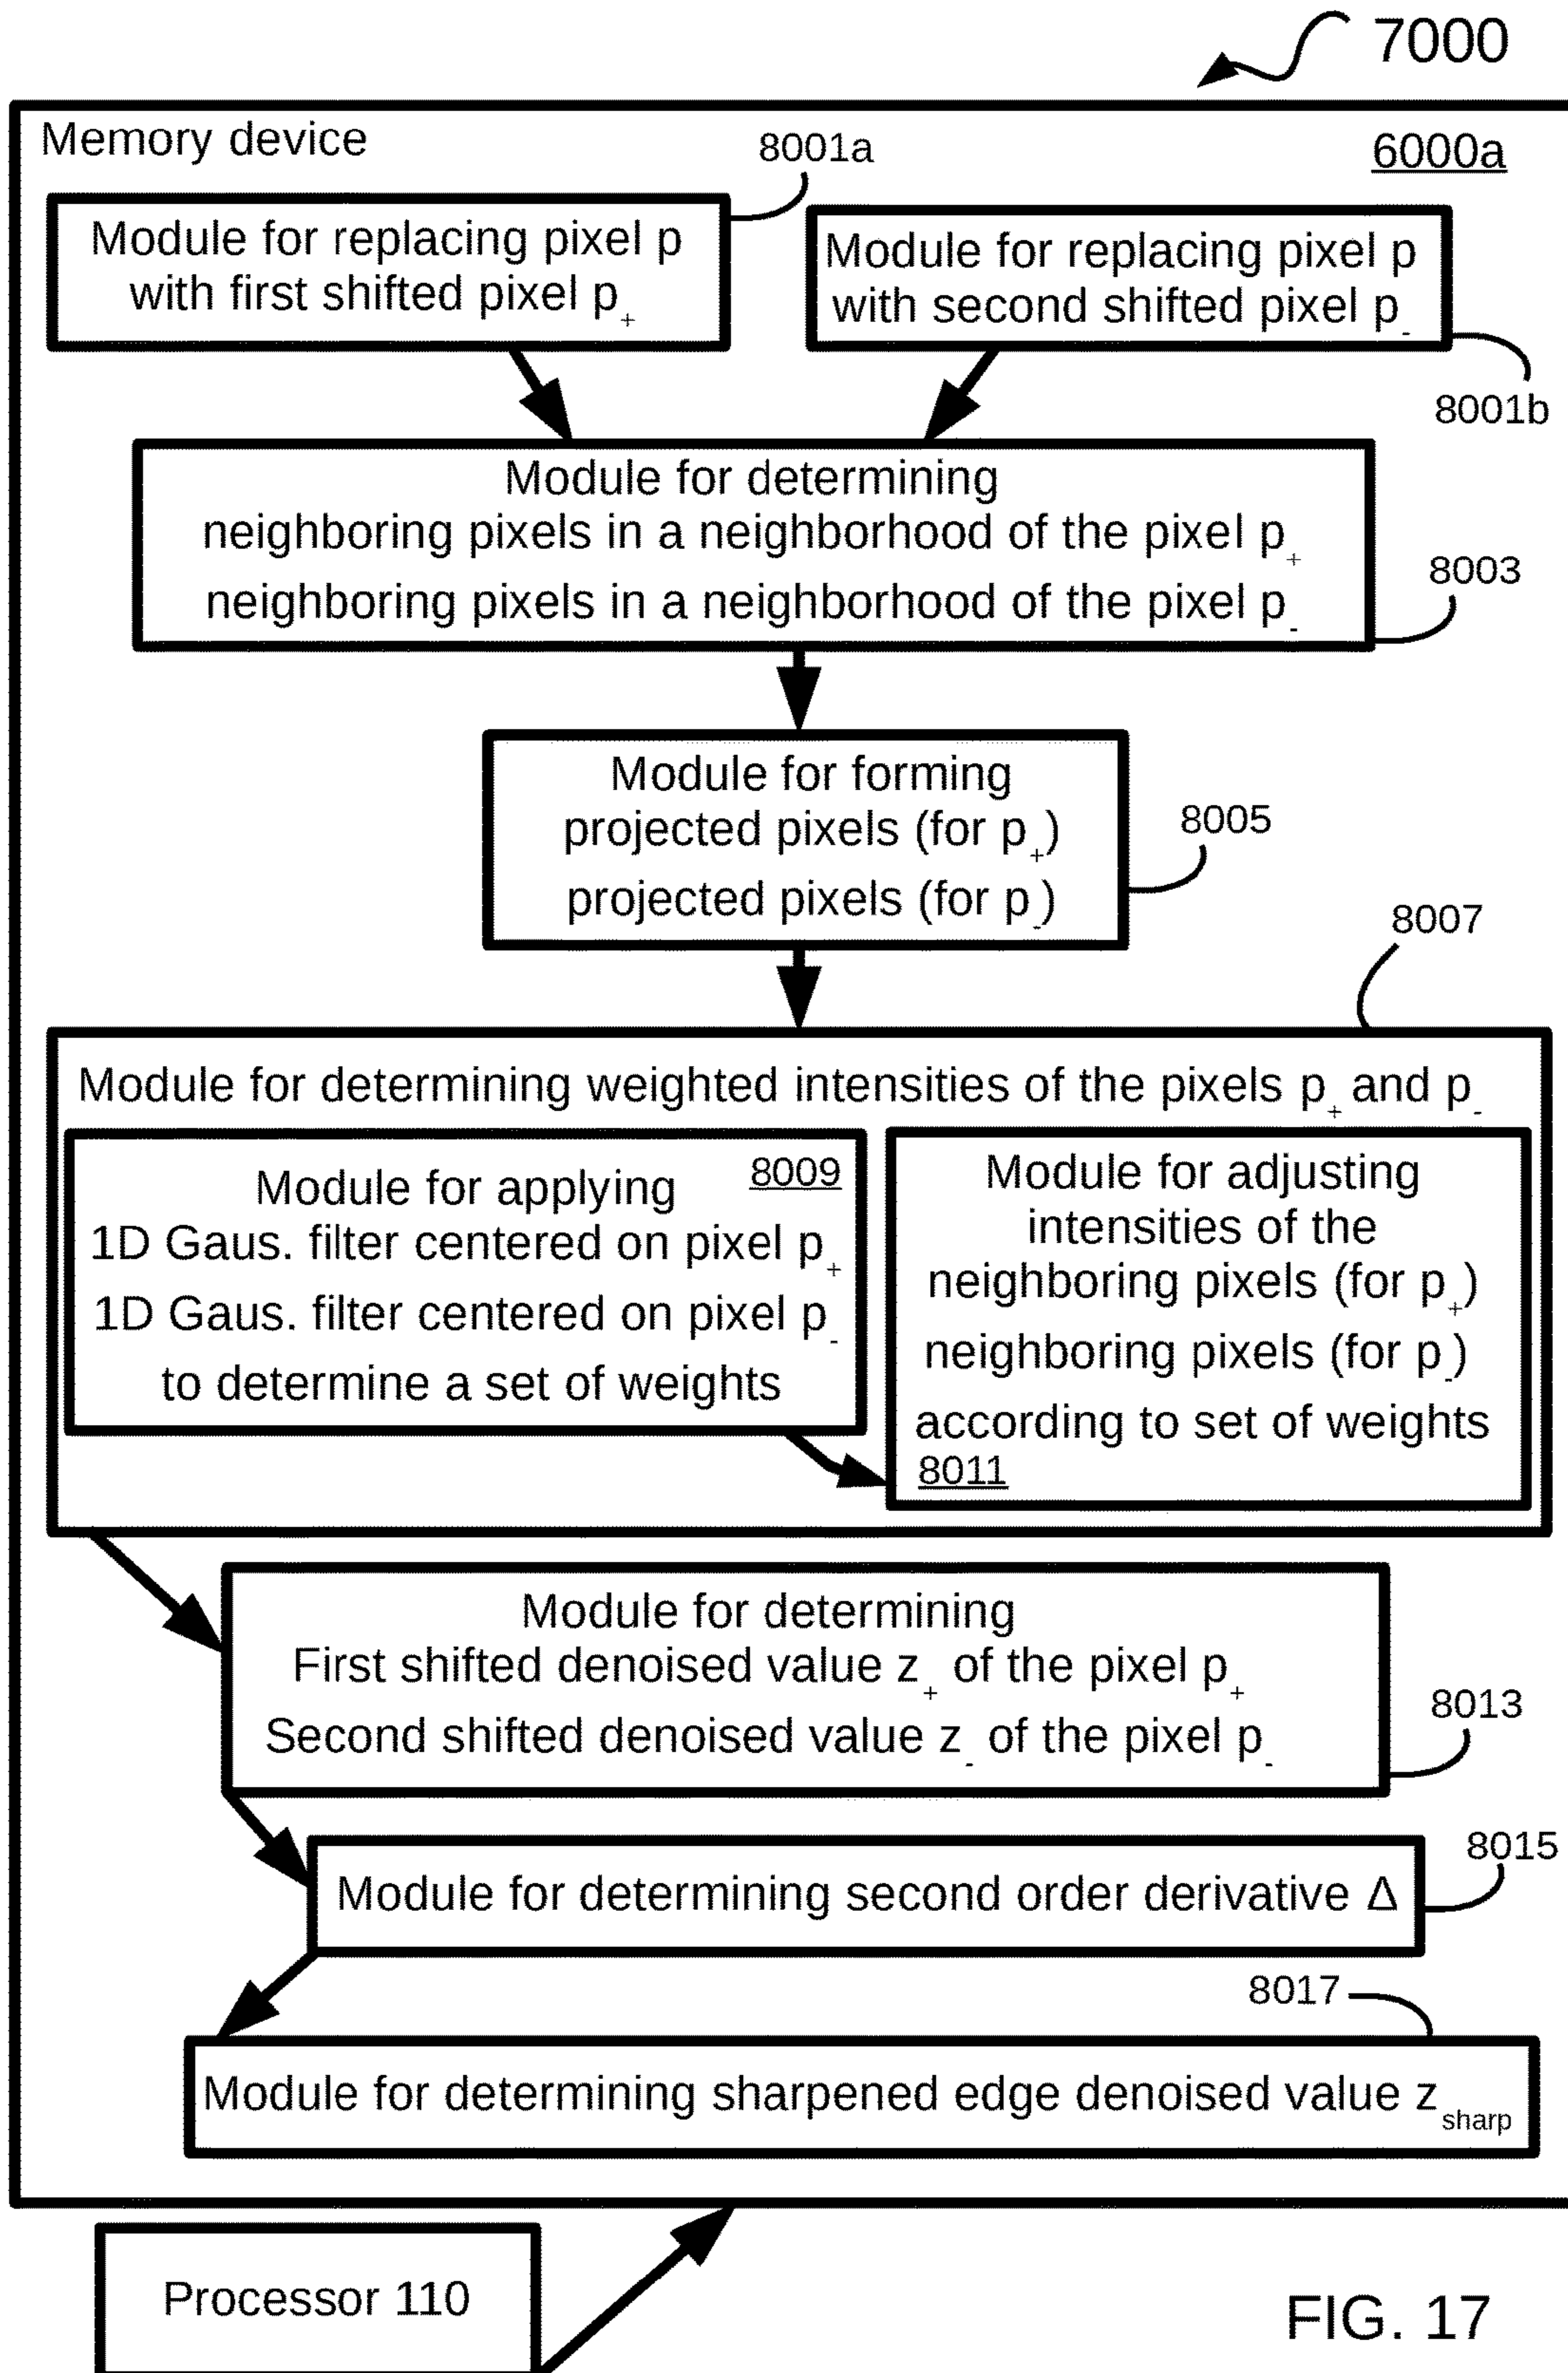 7000
Memory device
6000a
8001a
Module for replacing pixel p
with first shifted pixel p+
Module for replacing pixel p
with second shifted pixel p-
8001b
Module for determining
neighboring pixels in a neighborhood of the pixel p+
neighboring pixels in a neighborhood of the pixel p-
8003
Module for forming
projected pixels (for p+)
projected pixels (for p-)
8005
8007
Module for determining weighted intensities of the pixels p+ and p-
8009
Module for applying
1D Gaus. filter centered on pixel p+
1D Gaus. filter centered on pixel p-
to determine a set of weights
Module for adjusting
intensities of the
neighboring pixels (for p+)
neighboring pixels (for p-)
according to set of weights
8011
Module for determining
First shifted denoised value z+ of the pixel p+
Second shifted denoised value z- of the pixel p-
8013
Module for determining second order derivative Δ
8015
8017
Module for determining sharpened edge denoised value zsharp
Processor 110
FIG. 17